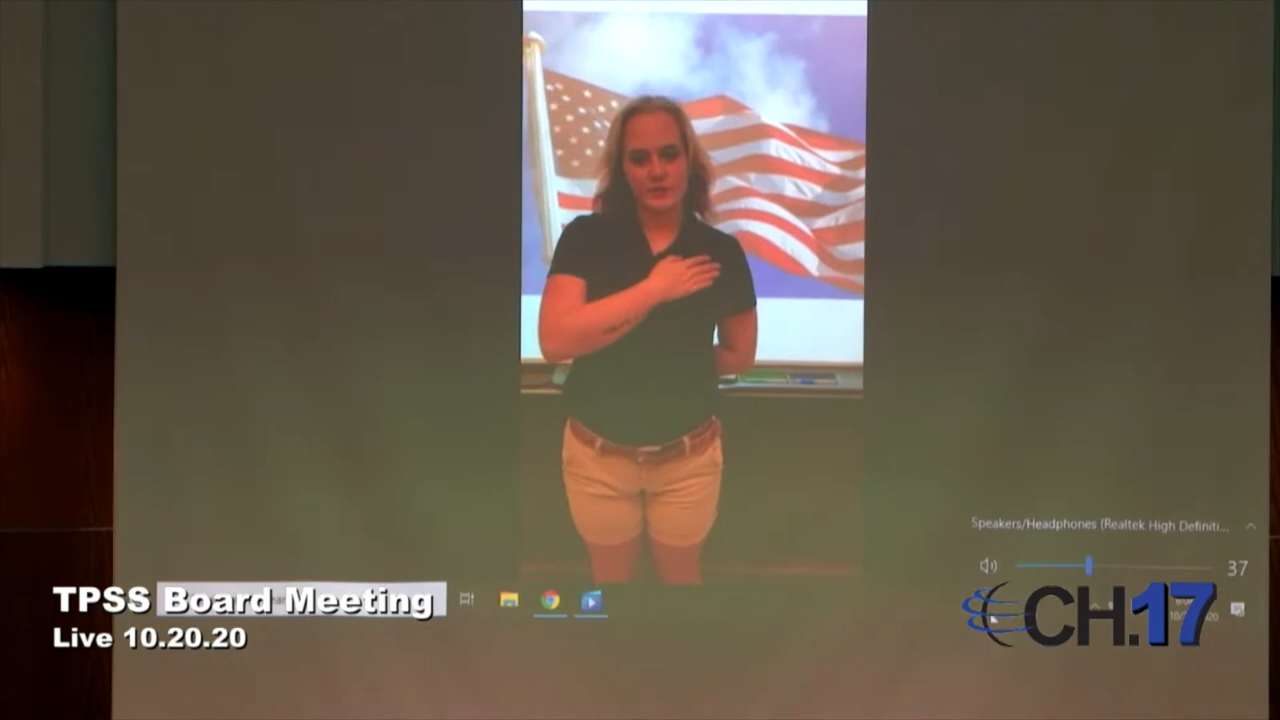 Speakers/Headphones (Realtek High Definiti...
37
TPSS Board Meeting
Live 10.20.20
CH.17